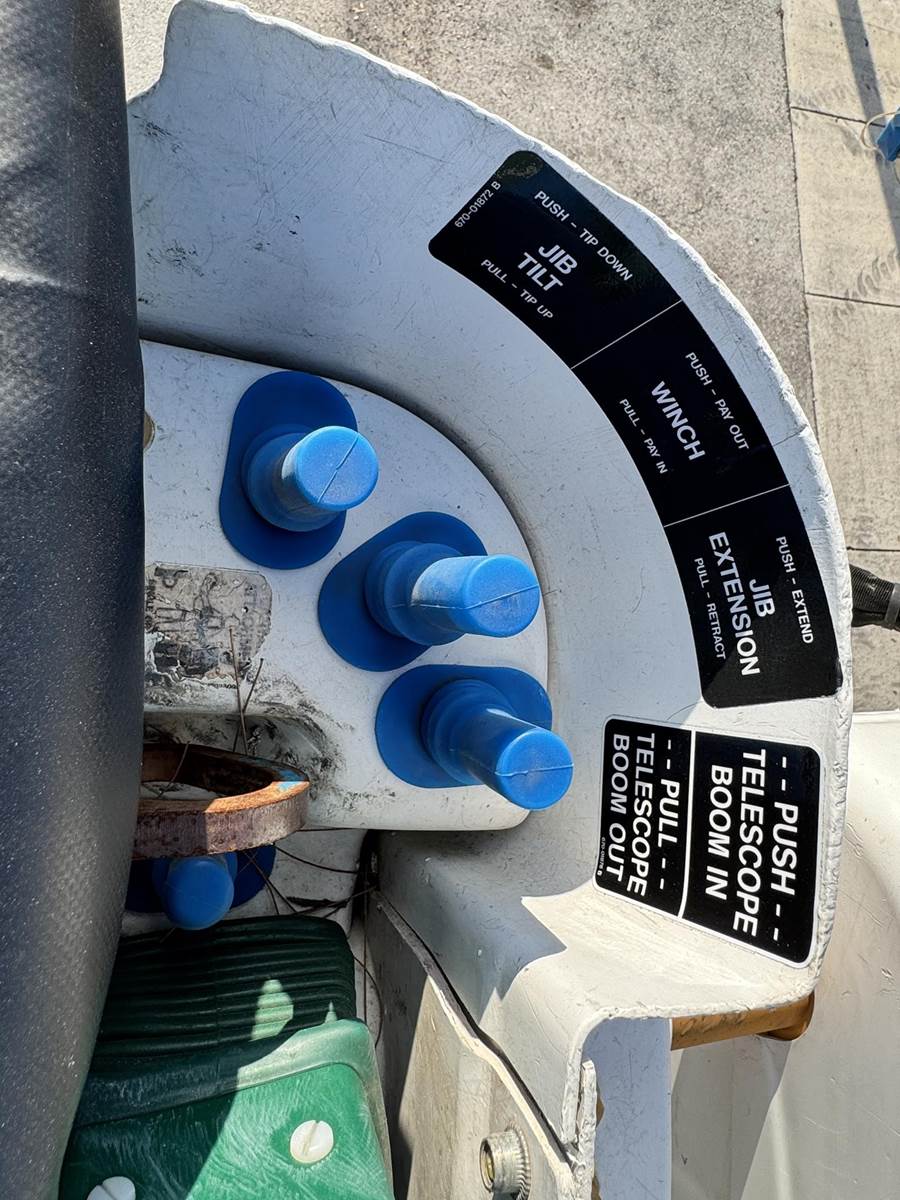 670-01872 B
PUSH - TIP DOWN
JIB
TILT
PULL - TIP UP
PUSH - PAY OUT
WINCH
PULL - PAY IN
PUSH - EXTEND
JIB
EXTENSION
PULL - RETRACT
- - PUSH - -
TELESCOPE
BOOM IN
- - PULL - -
TELESCOPE
BOOM OUT